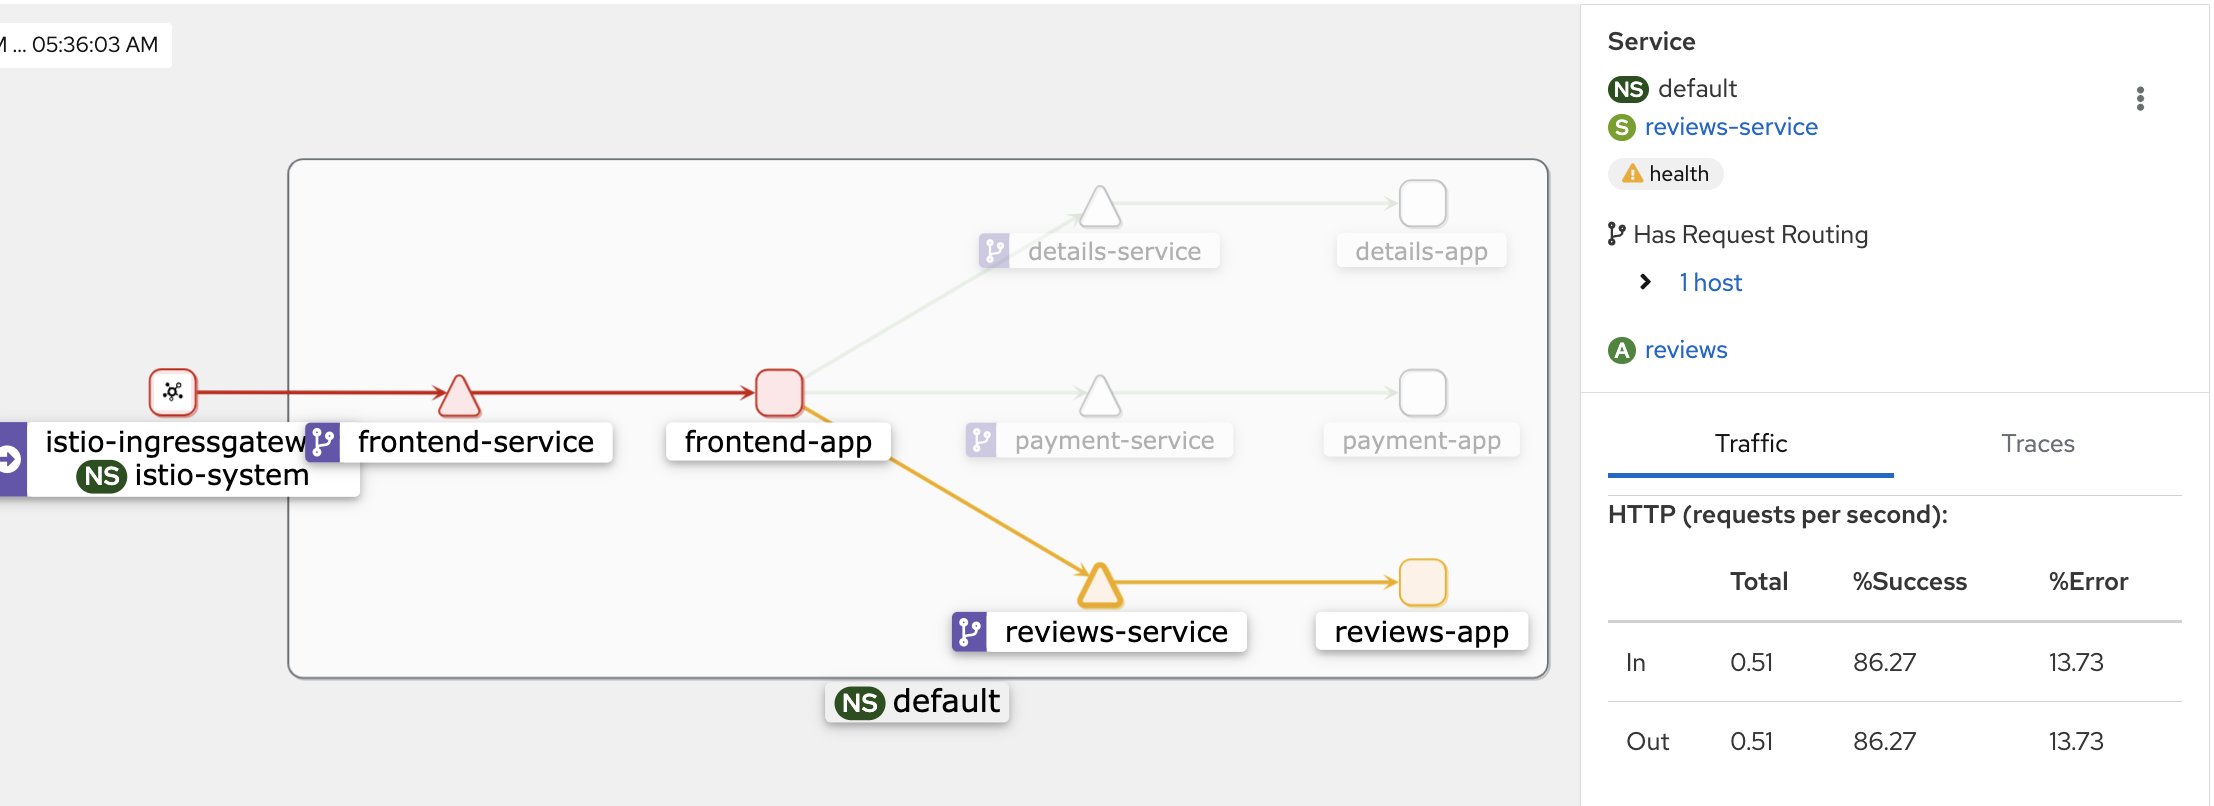 M ... 05:36:03 AM
details-service
details-app
istio-ingressgatew
NS istio-system
frontend-service
frontend-app
payment-service
payment-app
reviews-service
reviews-app
NS default
Service
NS default
S reviews-service
health
Has Request Routing
1 host
A reviews
Traffic Traces
HTTP (requests per second):
Total %Success %Error
In 0.51 86.27 13.73
Out 0.51 86.27 13.73